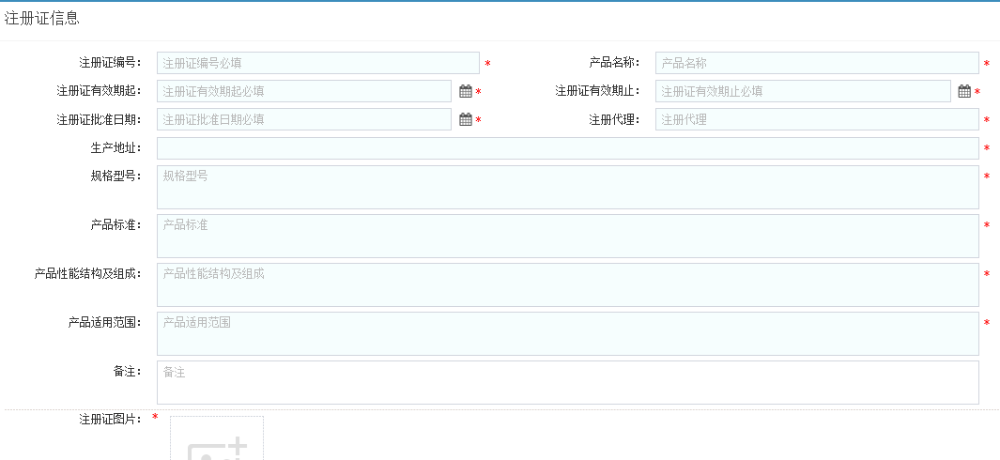 注册证信息
注册证编号： 注册证编号必填 * 产品名称： 产品名称 *
注册证有效期起： 注册证有效期起必填 * 注册证有效期止： 注册证有效期止必填 *
注册证批准日期： 注册证批准日期必填 * 注册代理： 注册代理 *
生产地址： *
规格型号： 规格型号 *
产品标准： 产品标准 *
产品性能结构及组成： 产品性能结构及组成 *
产品适用范围： 产品适用范围 *
备注： 备注
注册证图片： *